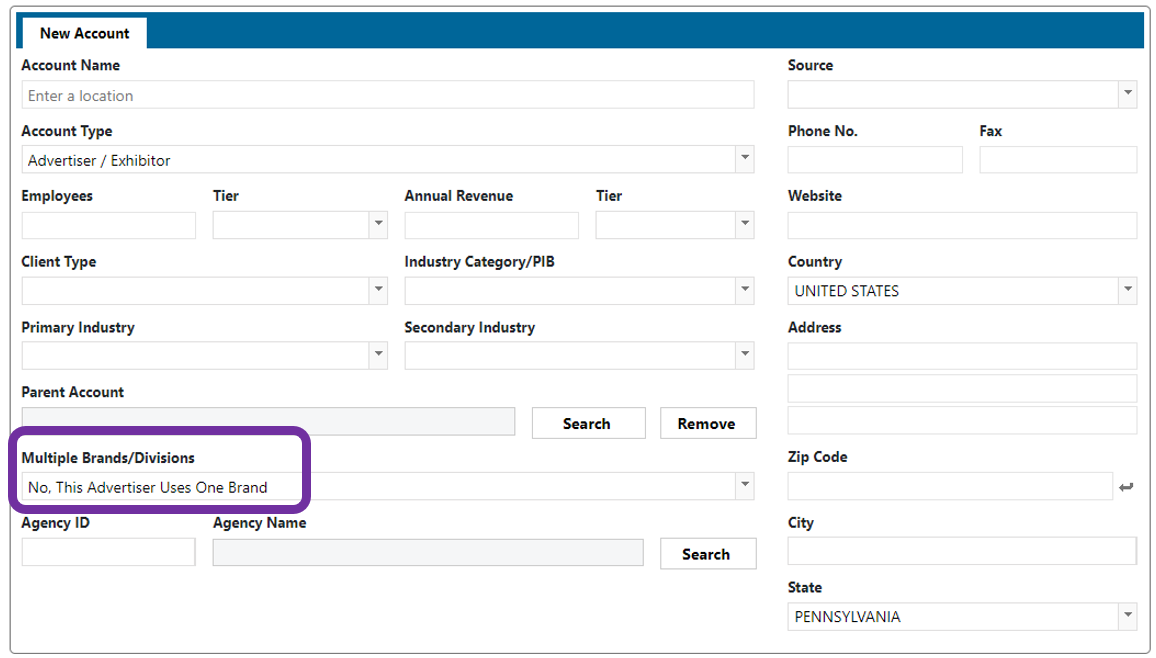 New Account
Account Name
Enter a location
Account Type
Advertiser / Exhibitor
Employees Tier Annual Revenue Tier
Client Type Industry Category/PIB
Primary Industry Secondary Industry
Parent Account
Search Remove
Multiple Brands/Divisions
No, This Advertiser Uses One Brand
Agency ID Agency Name
Search
Source
Phone No. Fax
Website
Country
UNITED STATES
Address
Zip Code
City
State
PENNSYLVANIA